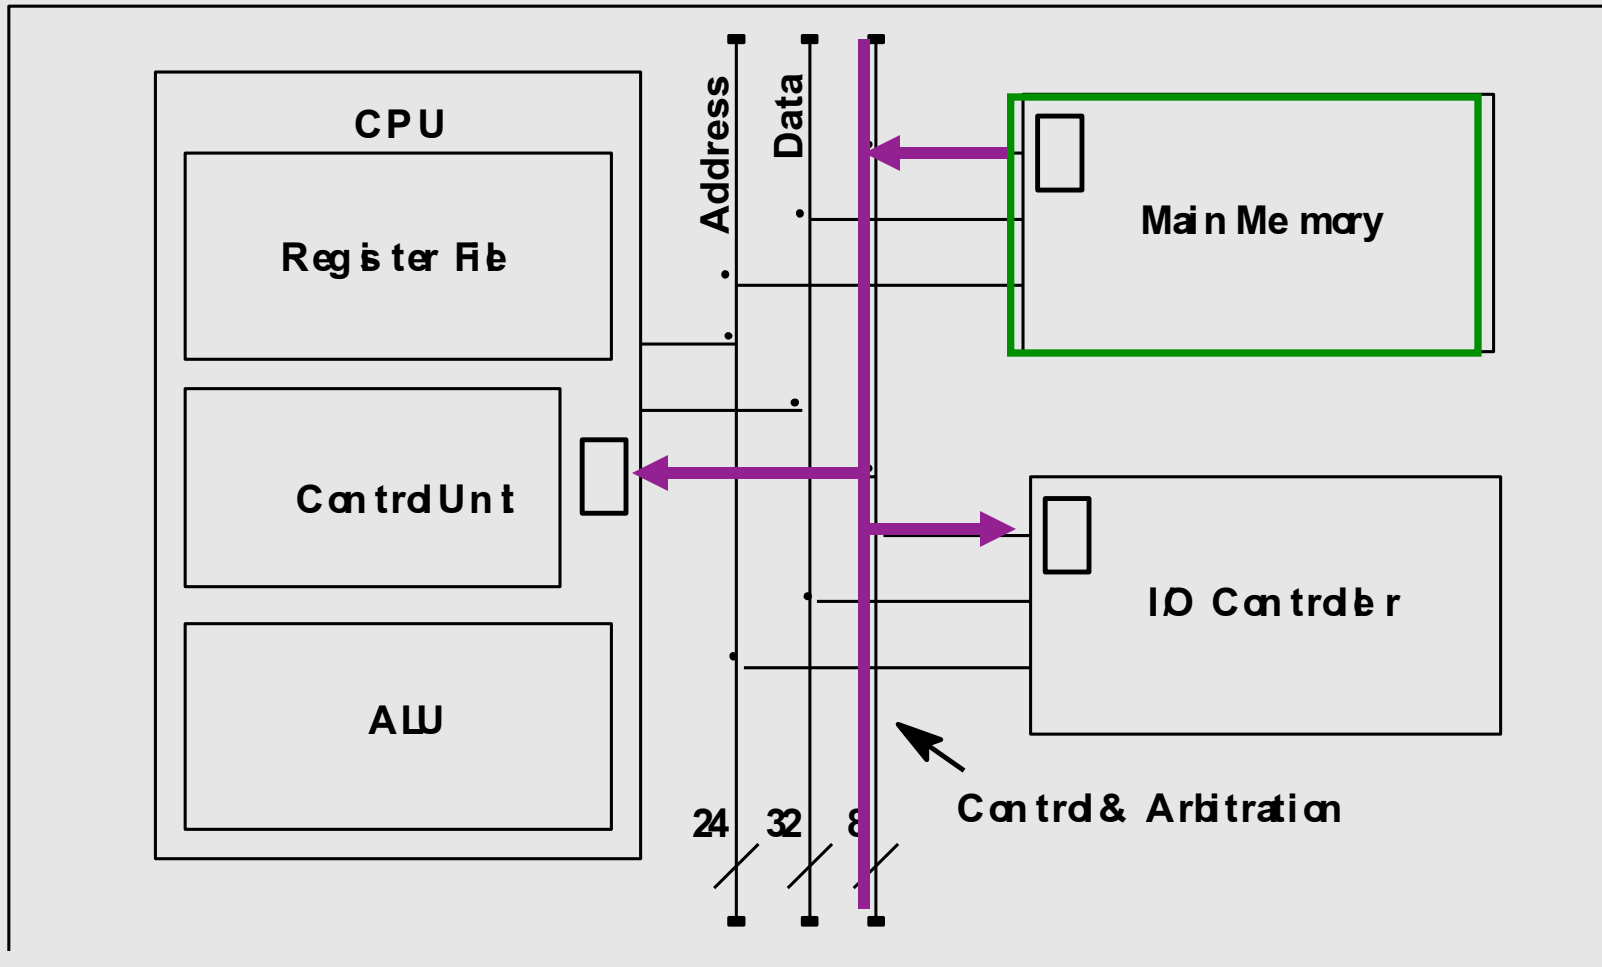 CPU
Address
Data
Register File
Main Memory
Control Unit
I/O Controller
ALU
24
32
8
Control & Arbitration